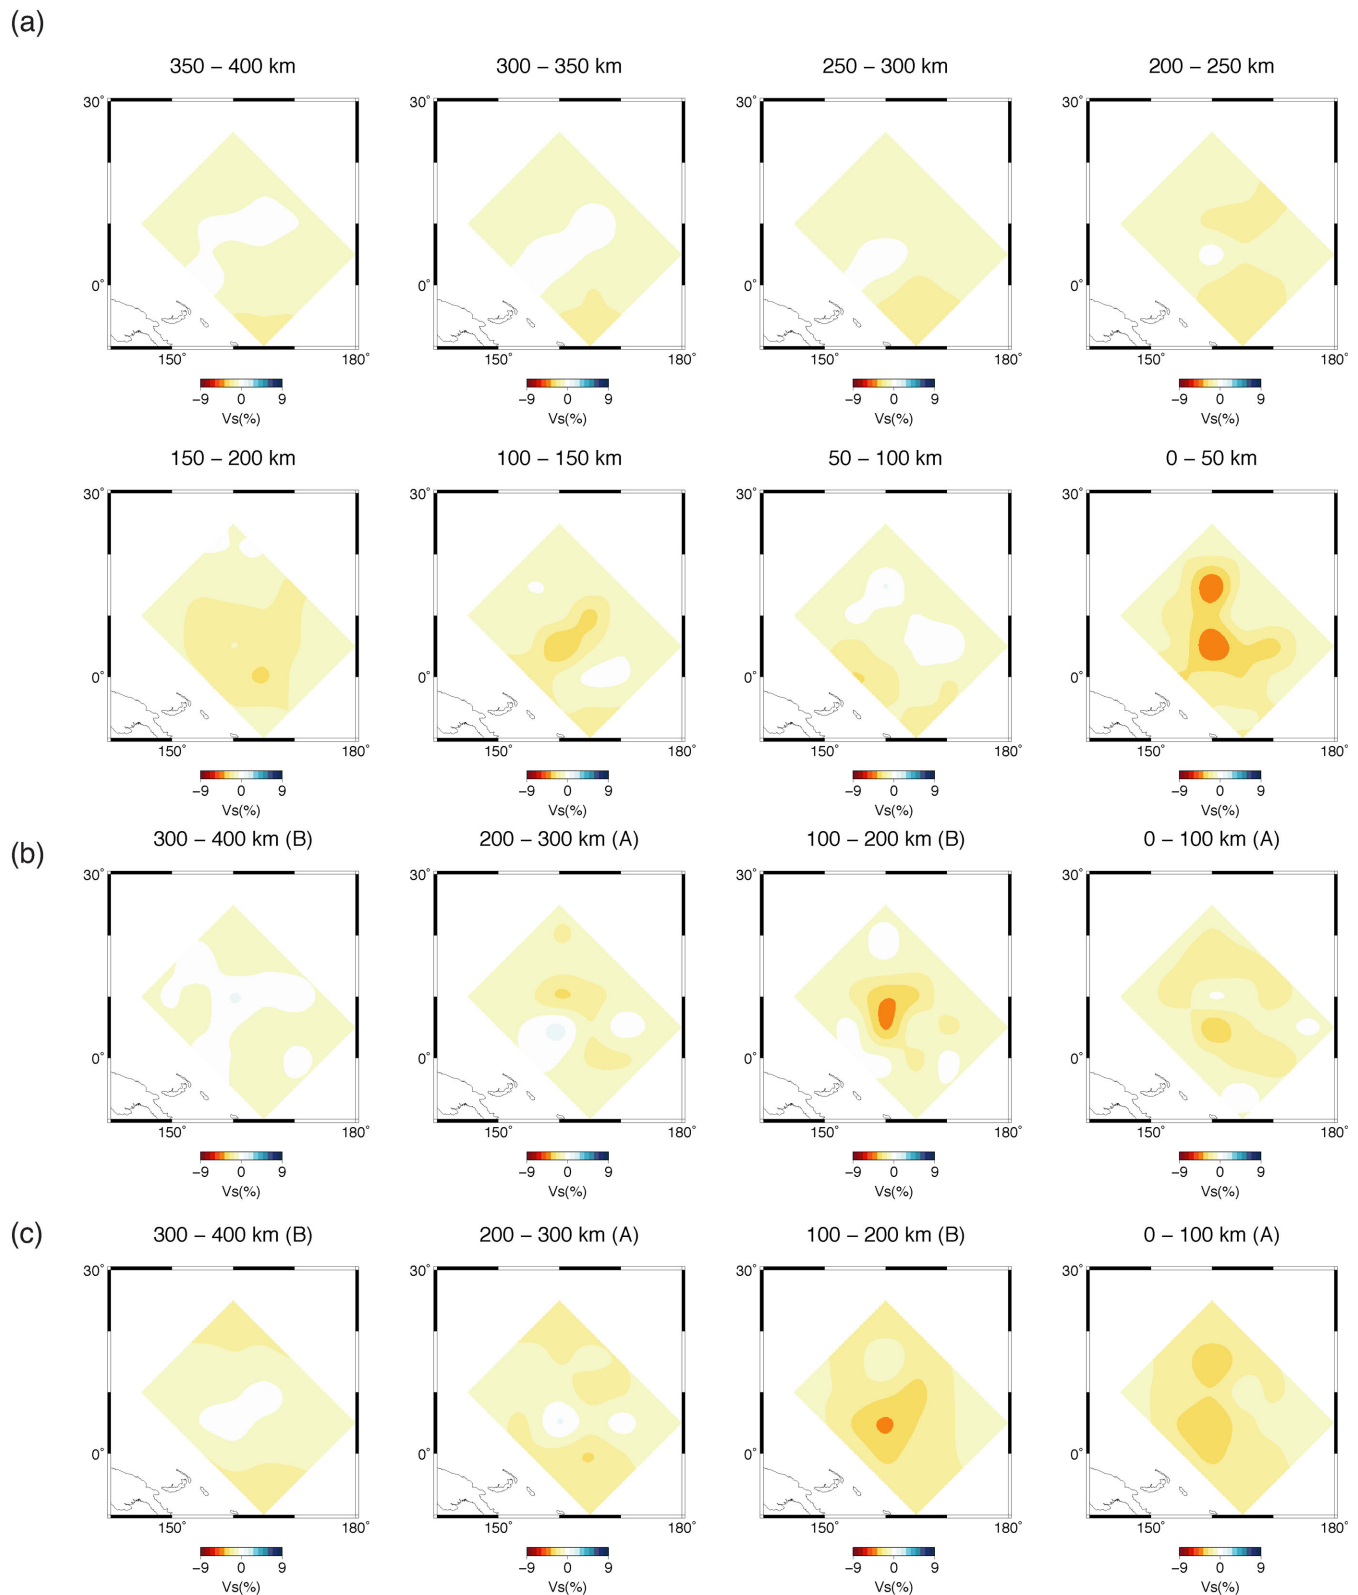 (a)
350 – 400 km
300 – 350 km
250 – 300 km
200 – 250 km
30°
30°
30°
30°
0°
0°
0°
0°
150° 180°
150° 180°
150° 180°
150° 180°
−9 0 9
−9 0 9
−9 0 9
−9 0 9
Vs(%)
Vs(%)
Vs(%)
Vs(%)
150 – 200 km
100 – 150 km
50 – 100 km
0 – 50 km
30°
30°
30°
30°
0°
0°
0°
0°
150° 180°
150° 180°
150° 180°
150° 180°
−9 0 9
−9 0 9
−9 0 9
−9 0 9
Vs(%)
Vs(%)
Vs(%)
Vs(%)
(b)
300 – 400 km (B)
200 – 300 km (A)
100 – 200 km (B)
0 – 100 km (A)
30°
30°
30°
30°
0°
0°
0°
0°
150° 180°
150° 180°
150° 180°
150° 180°
−9 0 9
−9 0 9
−9 0 9
−9 0 9
Vs(%)
Vs(%)
Vs(%)
Vs(%)
(c)
300 – 400 km (B)
200 – 300 km (A)
100 – 200 km (B)
0 – 100 km (A)
30°
30°
30°
30°
0°
0°
0°
0°
150° 180°
150° 180°
150° 180°
150° 180°
−9 0 9
−9 0 9
−9 0 9
−9 0 9
Vs(%)
Vs(%)
Vs(%)
Vs(%)